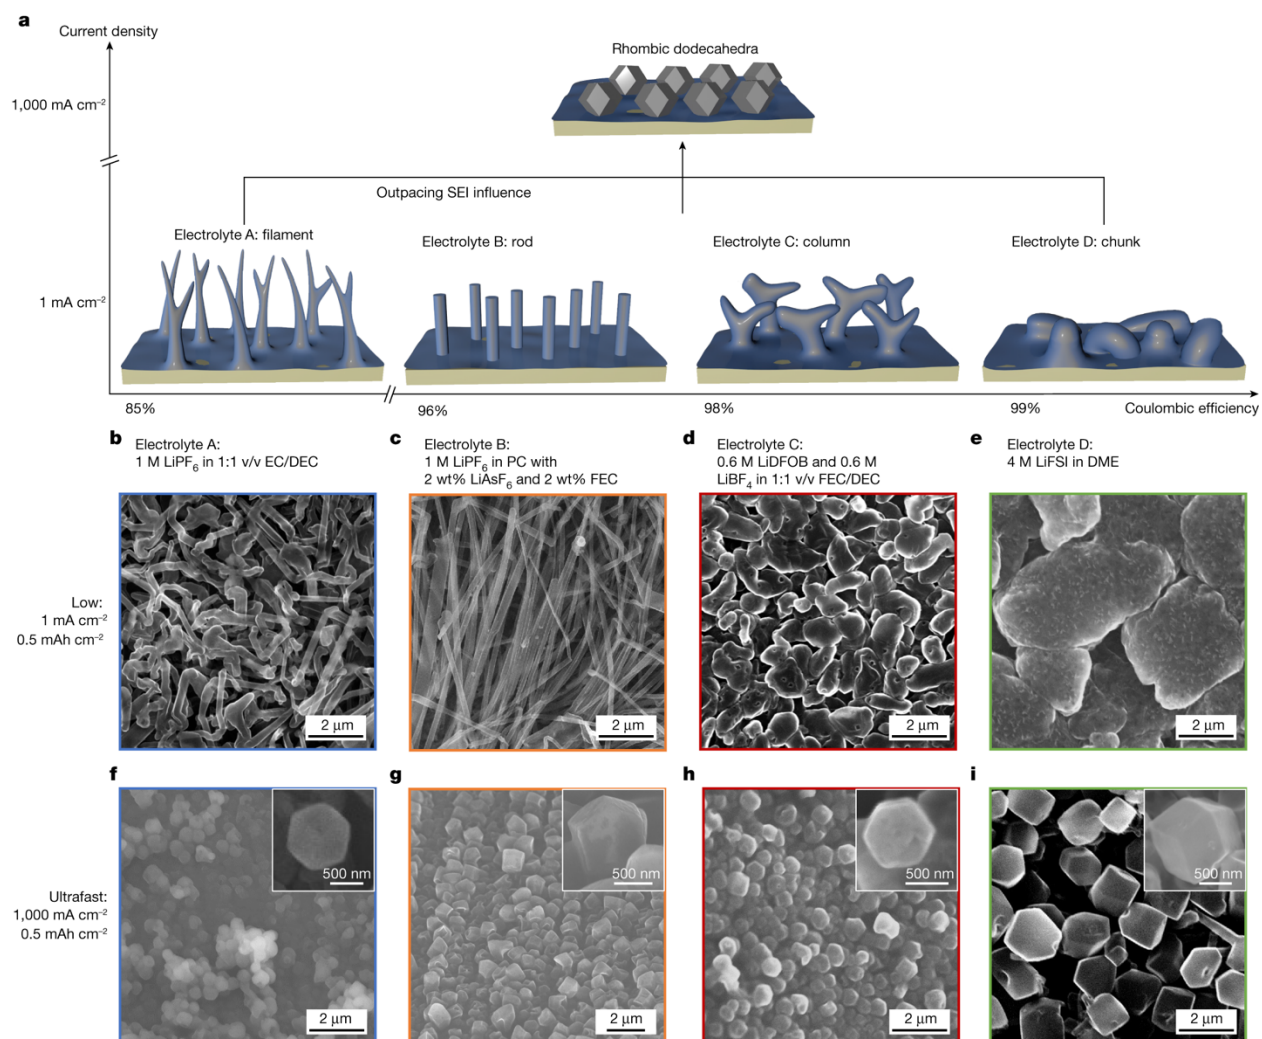 a
Current density
Rhombic dodecahedra
1,000 mA cm⁻²
Outpacing SEI influence
Electrolyte A: filament
Electrolyte B: rod
Electrolyte C: column
Electrolyte D: chunk
1 mA cm⁻²
85%
96%
98%
99%
Coulombic efficiency
b
Electrolyte A:
1 M LiPF₆ in 1:1 v/v EC/DEC
c
Electrolyte B:
1 M LiPF₆ in PC with
2 wt% LiAsF₆ and 2 wt% FEC
d
Electrolyte C:
0.6 M LiDFOB and 0.6 M
LiBF₄ in 1:1 v/v FEC/DEC
e
Electrolyte D:
4 M LiFSI in DME
Low:
1 mA cm⁻²
0.5 mAh cm⁻²
2 μm
2 μm
2 μm
2 μm
f
g
h
i
500 nm
500 nm
500 nm
500 nm
Ultrafast:
1,000 mA cm⁻²
0.5 mAh cm⁻²
2 μm
2 μm
2 μm
2 μm